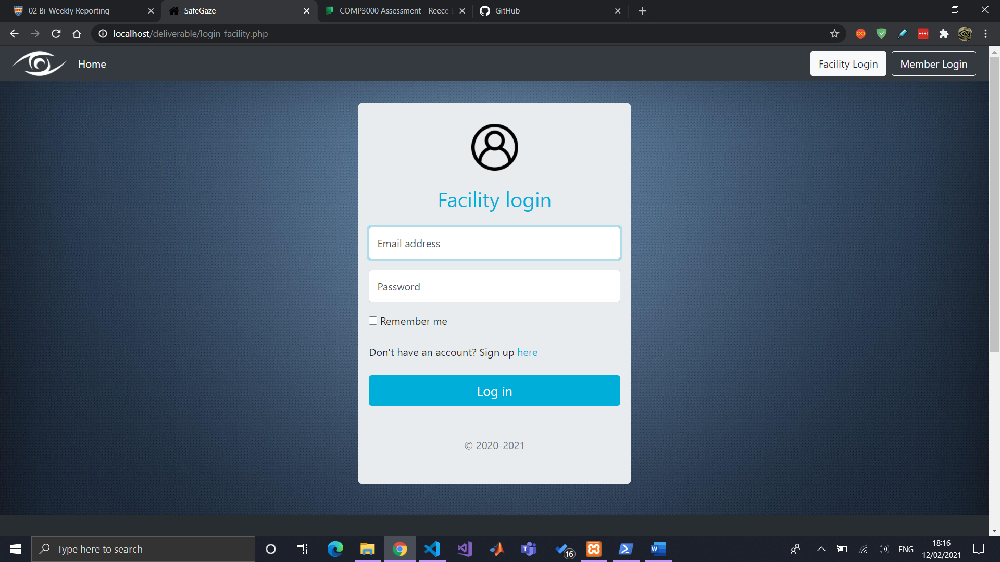 02 Bi-Weekly Reporting
SafeGaze
COMP3000 Assessment - Reece
GitHub
localhost/deliverable/login-facility.php
Home
Facility Login
Member Login
Facility login
Email address
Password
Remember me
Don't have an account? Sign up here
Log in
© 2020-2021
Type here to search
16
ENG
18:16
12/02/2021